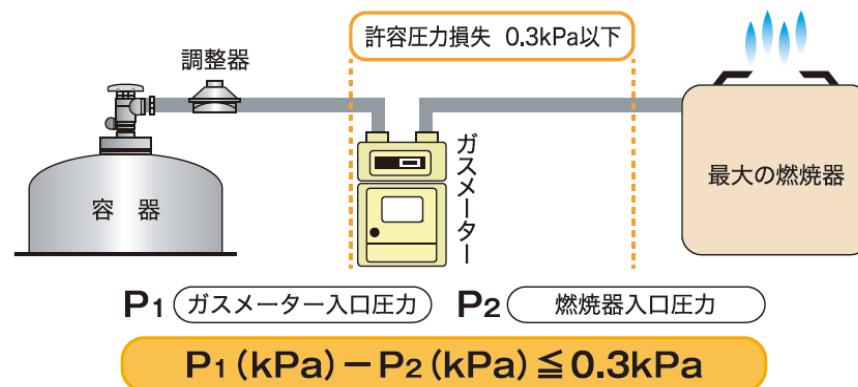 許容圧力損失 0.3kPa以下
調整器
ガスメーター
容 器
最大の燃焼器
P1 ガスメーター入口圧力 P2 燃焼器入口圧力
P1(kPa)－P2(kPa)≦0.3kPa